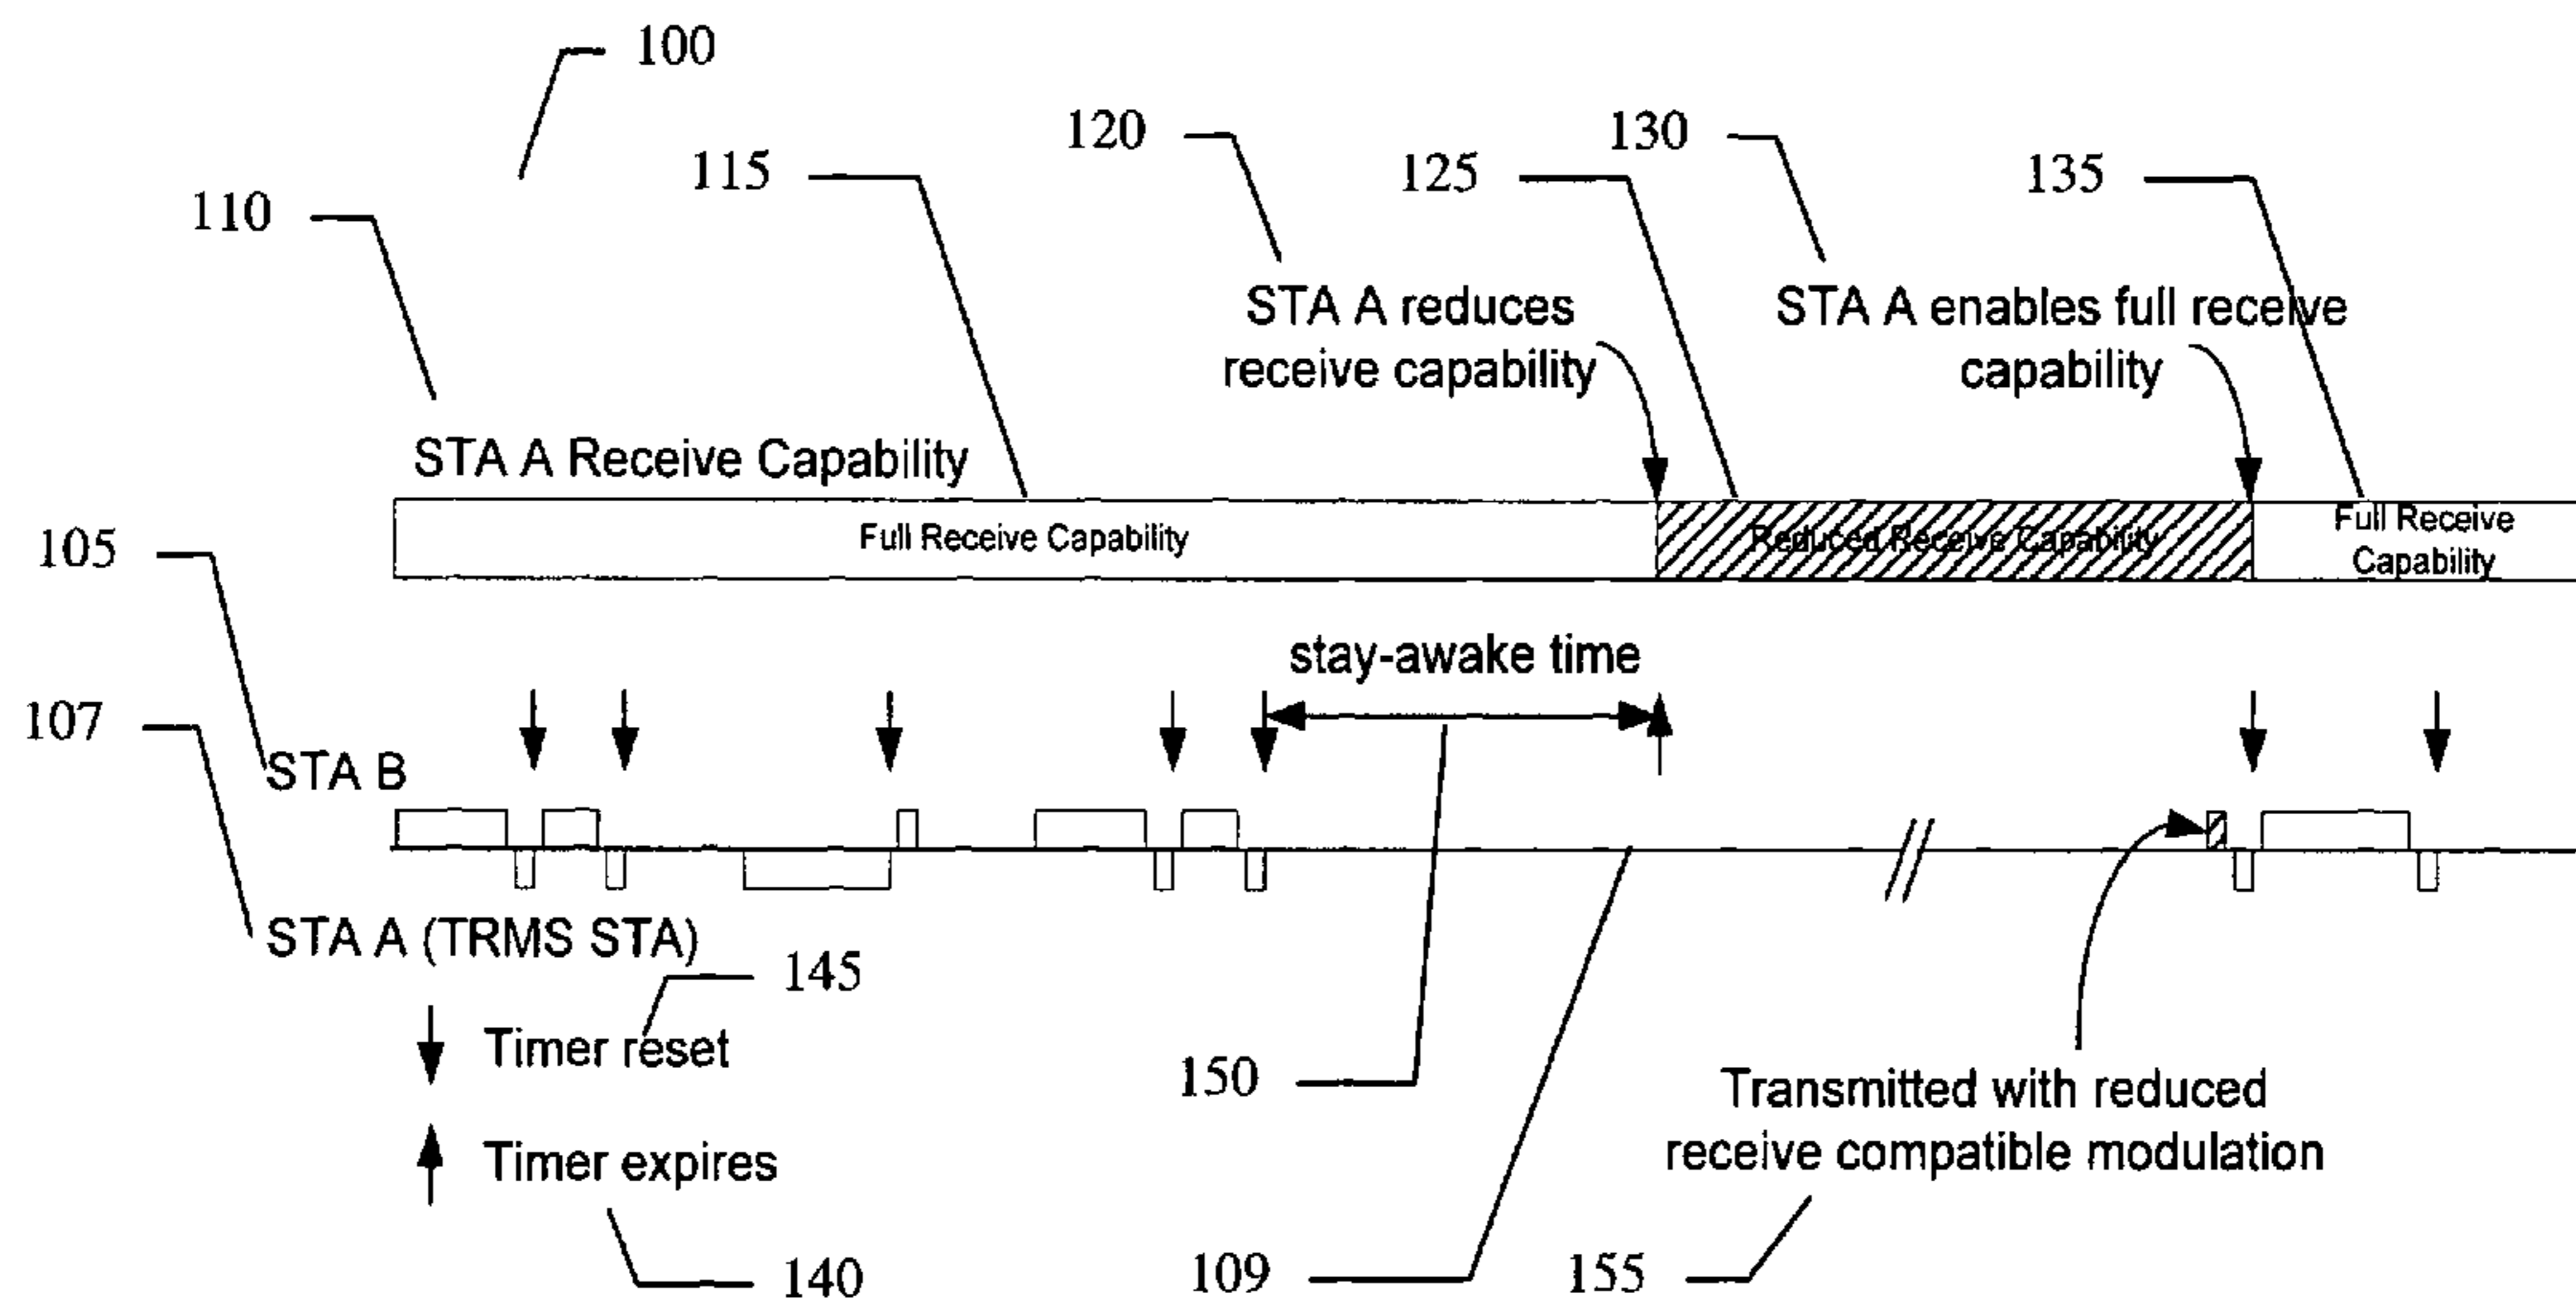 100
120
130
115
125
135
110
STA A reduces
receive capability
STA A enables full receive
capability
STA A Receive Capability
Full Receive Capability
Reduced Receive Capability
Full Receive
Capability
105
stay-awake time
107
STA B
STA A (TRMS STA)
145
Timer reset
150
Transmitted with reduced
receive compatible modulation
Timer expires
140
109
155